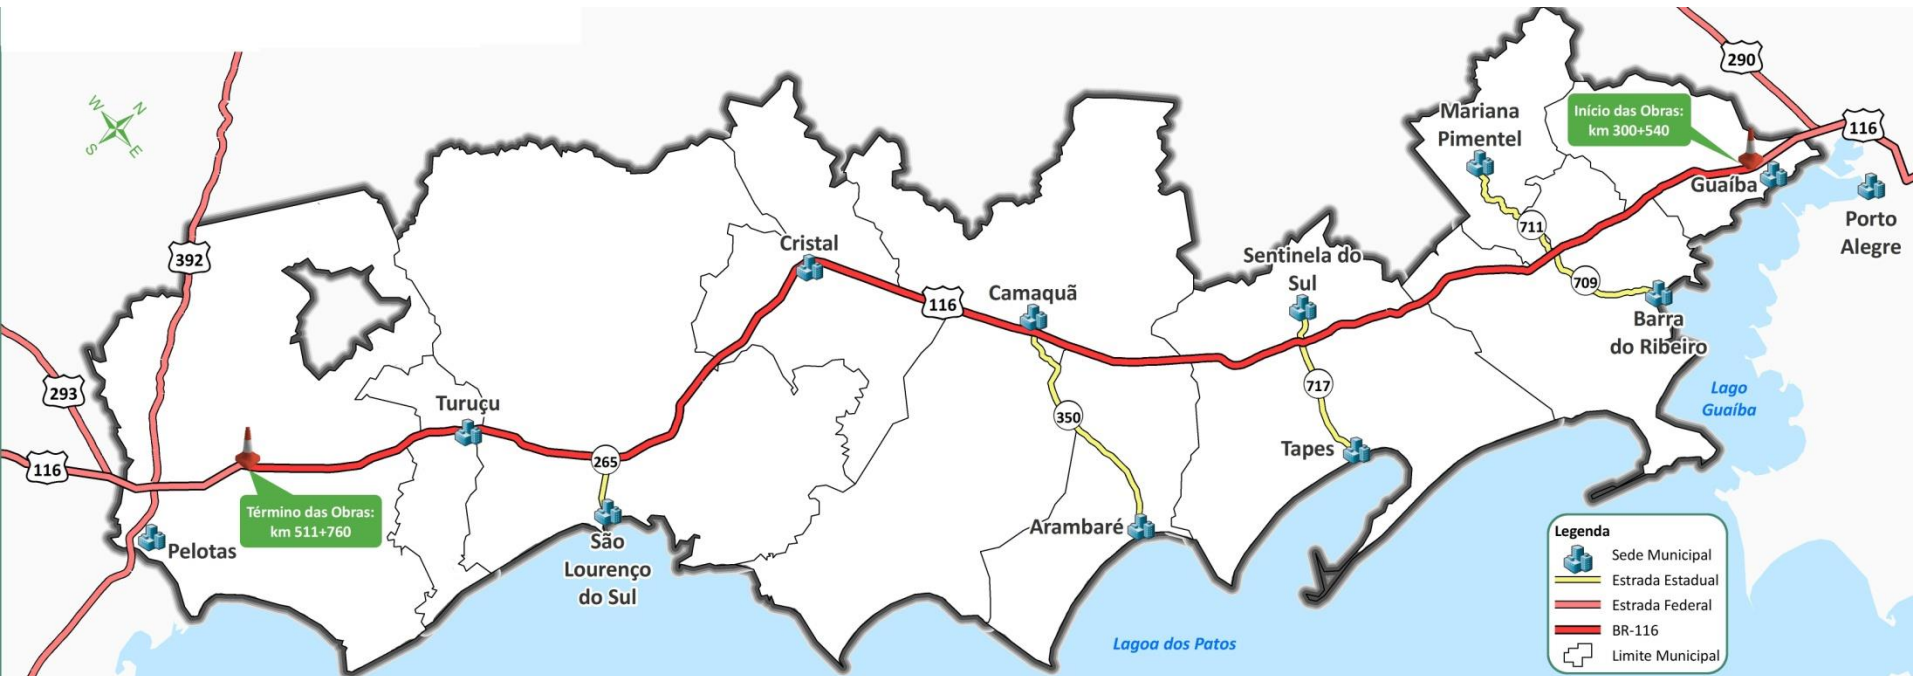 N
W
E
S
392
293
116
Término das Obras:
km 511+760
Pelotas
Turuçu
265
São
Lourenço
do Sul
Cristal
116
Camaquã
350
Arambaré
Sentinela do
Sul
717
Tapes
Mariana
Pimentel
711
709
Barra
do Ribeiro
Início das Obras:
km 300+540
Guaíba
290
116
Porto
Alegre
Lago
Guaíba
Lagoa dos Patos
Legenda
Sede Municipal
Estrada Estadual
Estrada Federal
BR-116
Limite Municipal